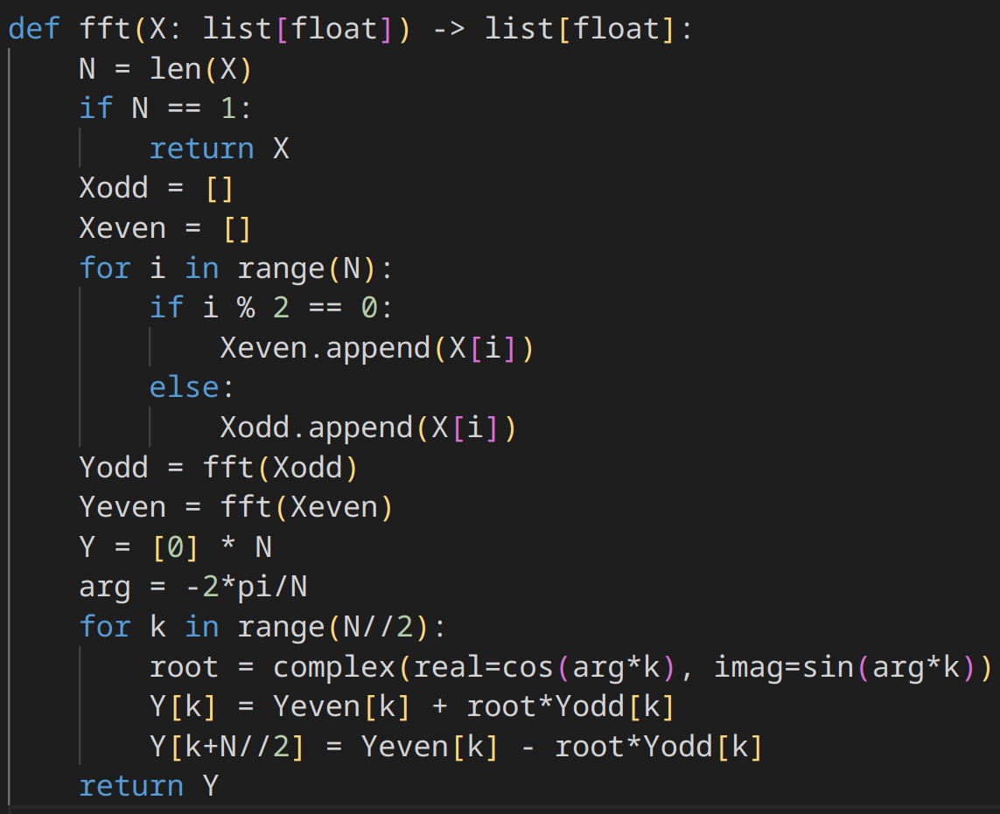 def fft(X: list[float]) -> list[float]:
    N = len(X)
    if N == 1:
        return X
    Xodd = []
    Xeven = []
    for i in range(N):
        if i % 2 == 0:
            Xeven.append(X[i])
        else:
            Xodd.append(X[i])
    Yodd = fft(Xodd)
    Yeven = fft(Xeven)
    Y = [0] * N
    arg = -2*pi/N
    for k in range(N//2):
        root = complex(real=cos(arg*k), imag=sin(arg*k))
        Y[k] = Yeven[k] + root*Yodd[k]
        Y[k+N//2] = Yeven[k] - root*Yodd[k]
    return Y